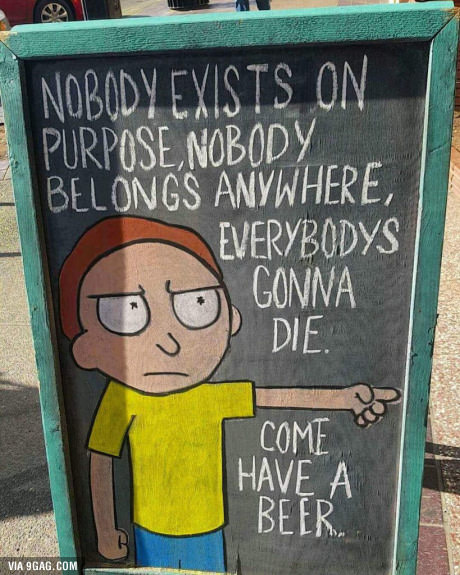 NOBODY EXISTS ON
PURPOSE, NOBODY
BELONGS ANYWHERE,
EVERYBODYS
GONNA
DIE.
COME
HAVE A
BEER...
VIA 9GAG.COM